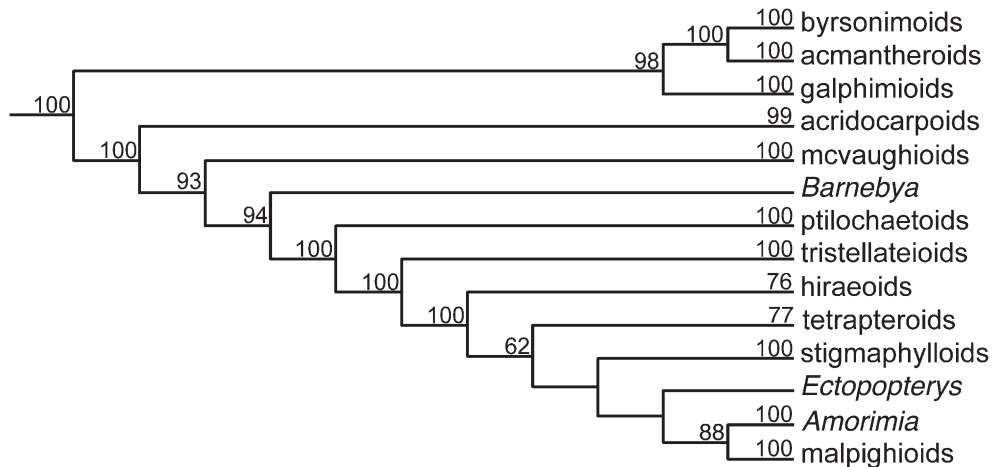 100 byrsonimoids
100
100 acmantheroids
98
100 galphimioids
100
99 acridocarpoids
100
100 mcvaughioids
93
Barnebya
94
100 ptilochaetoids
100
100 tristellateioids
100
76 hiraeoids
100
77 tetrapteroids
62
100 stigmaphylloids
Ectopopterys
100 Amorimia
88
100 malpighioids